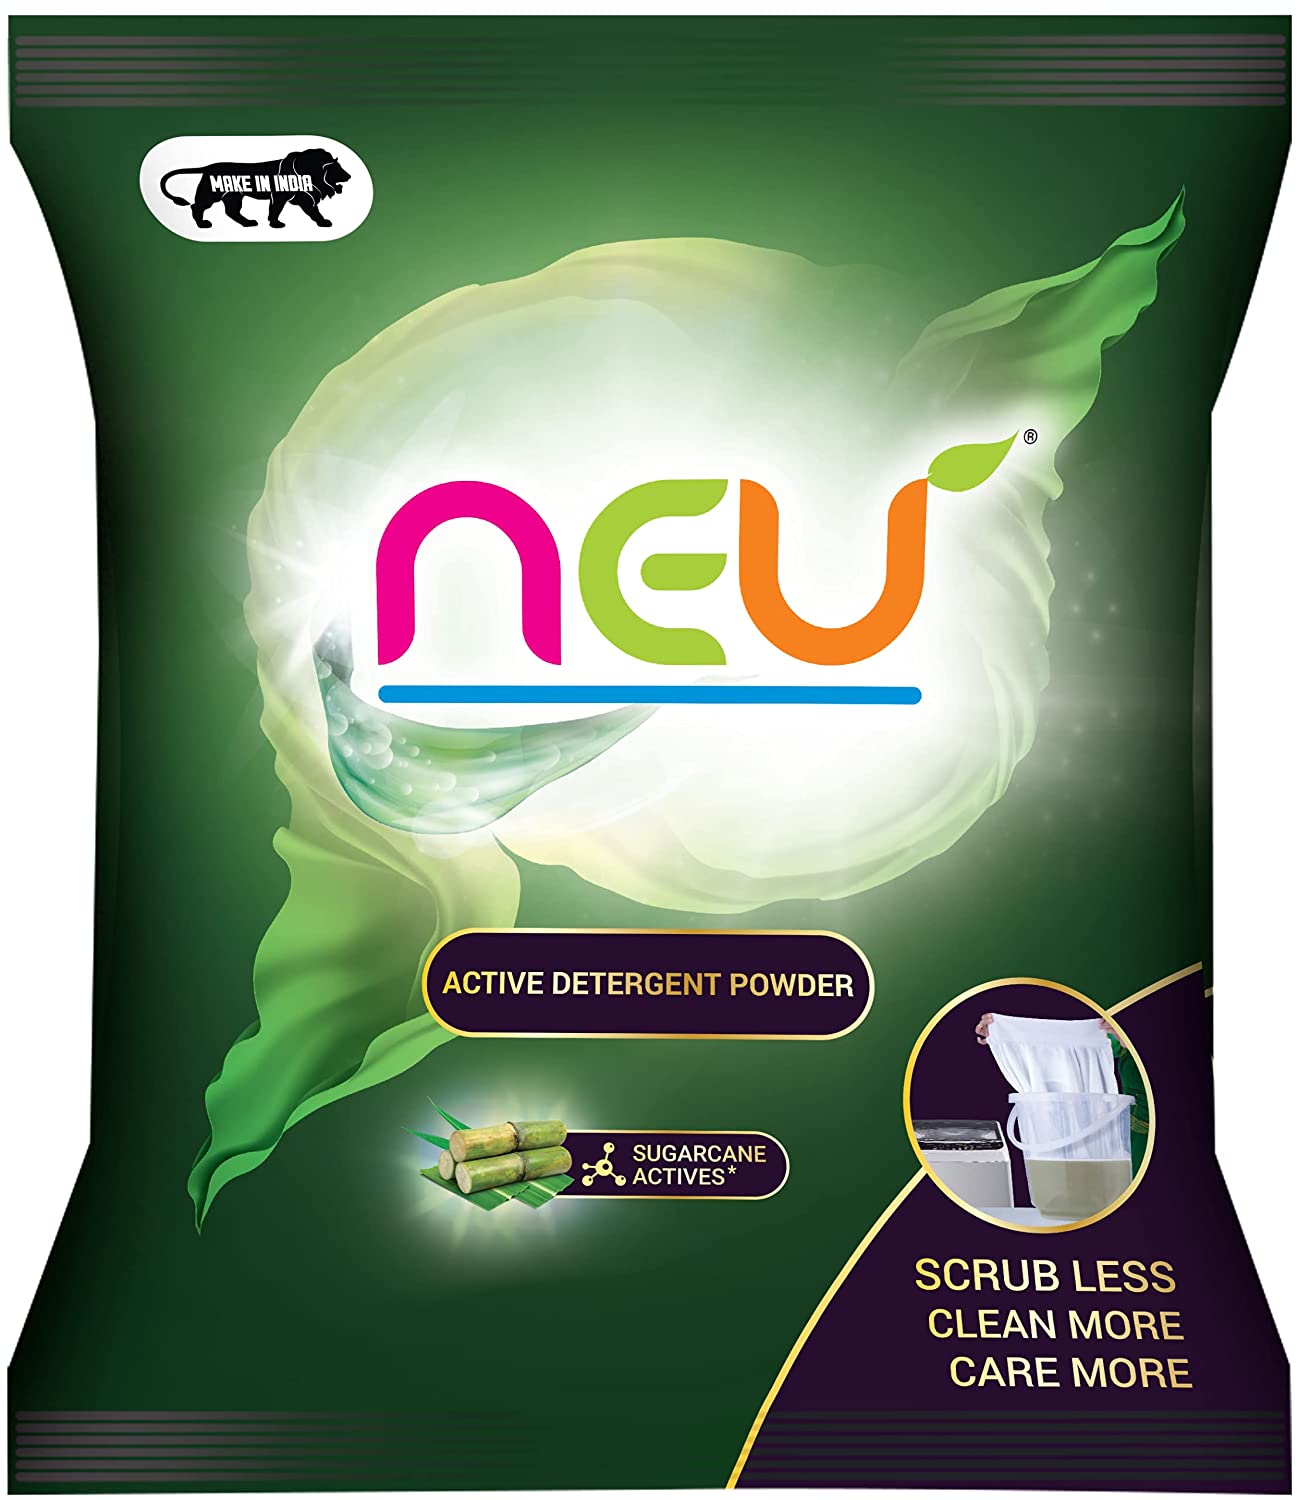 MAKE IN INDIA
nEU®
ACTIVE DETERGENT POWDER
SUGARCANE
ACTIVES*
SCRUB LESS
CLEAN MORE
CARE MORE